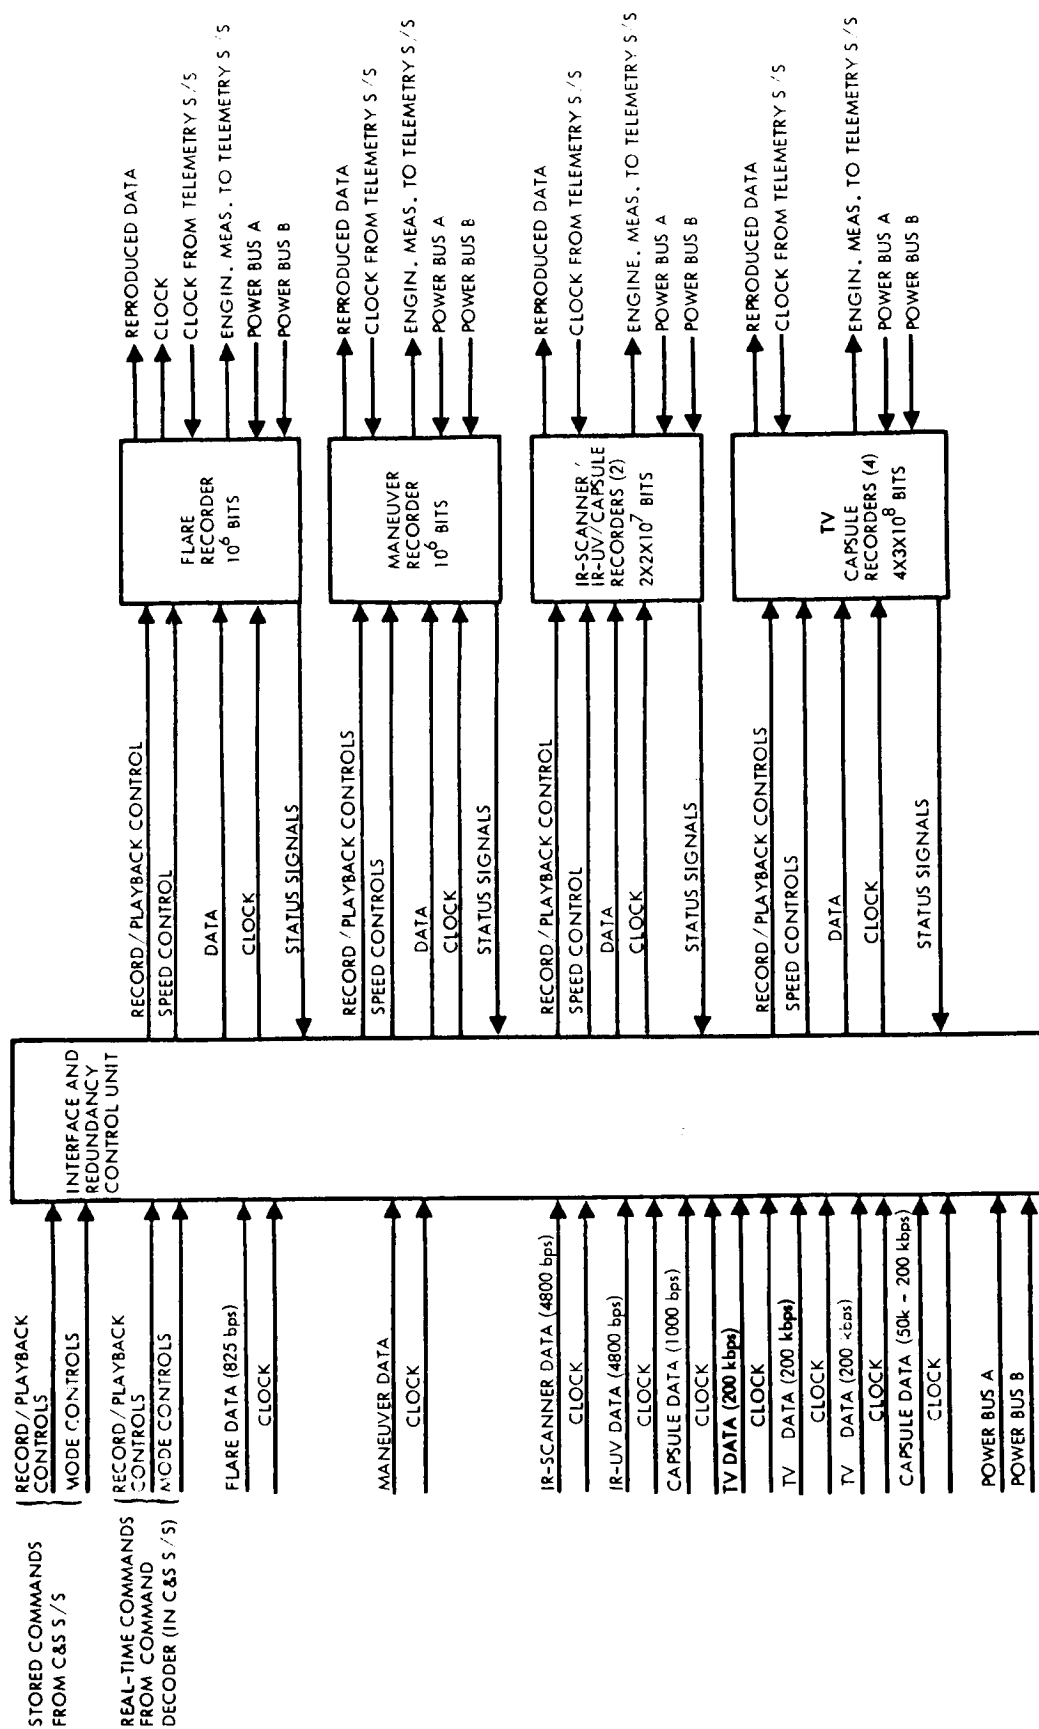 STORED COMMANDS
FROM C&S S/S
RECORD/PLAYBACK
CONTROLS
MODE CONTROLS
REAL-TIME COMMANDS
FROM COMMAND
DECODER (IN C&S S/S)
RECORD/PLAYBACK
CONTROLS
MODE CONTROLS
FLARE DATA (825 bps)
CLOCK
MANEUVER DATA
CLOCK
IR-SCANNER DATA (4800 bps)
CLOCK
IR-UV DATA (4800 bps)
CLOCK
CAPSULE DATA (1000 bps)
CLOCK
TV DATA (200 kbps)
CLOCK
TV DATA (200 kbps)
CLOCK
TV DATA (200 kbps)
CLOCK
CAPSULE DATA (50k - 200 kbps)
CLOCK
POWER BUS A
POWER BUS B
INTERFACE AND
REDUNDANCY
CONTROL UNIT
RECORD/PLAYBACK CONTROL
SPEED CONTROL
DATA
CLOCK
STATUS SIGNALS
RECORD/PLAYBACK CONTROLS
SPEED CONTROLS
DATA
CLOCK
STATUS SIGNALS
RECORD/PLAYBACK CONTROL
SPEED CONTROL
DATA
CLOCK
STATUS SIGNALS
RECORD/PLAYBACK CONTROLS
SPEED CONTROLS
DATA
CLOCK
STATUS SIGNALS
FLARE
RECORDER
10^6 BITS
MANEUVER
RECORDER
10^6 BITS
IR-SCANNER/
IR-UV/CAPSULE
RECORDERS (2)
2X2X10^7 BITS
TV
CAPSULE
RECORDERS (4)
4X3X10^8 BITS
REPRODUCED DATA
CLOCK
CLOCK FROM TELEMETRY S/S
ENGIN. MEAS. TO TELEMETRY S/S
POWER BUS A
POWER BUS B
REPRODUCED DATA
CLOCK FROM TELEMETRY S/S
ENGIN. MEAS. TO TELEMETRY S/S
POWER BUS A
POWER BUS B
REPRODUCED DATA
CLOCK FROM TELEMETRY S/S
ENGINE. MEAS. TO TELEMETRY S/S
POWER BUS A
POWER BUS B
REPRODUCED DATA
CLOCK FROM TELEMETRY S/S
ENGIN. MEAS. TO TELEMETRY S/S
POWER BUS A
POWER BUS B